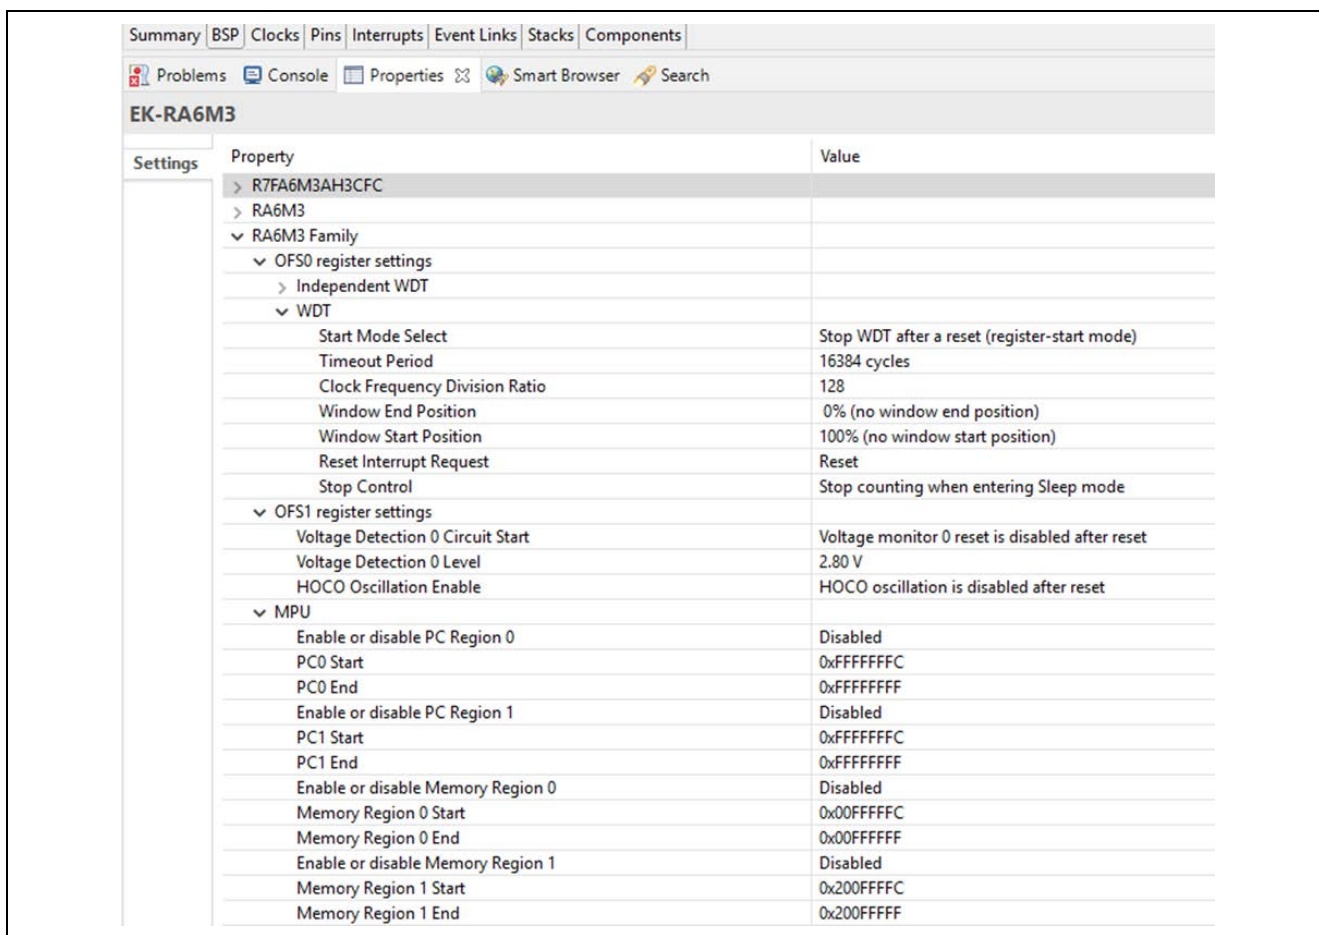 Summary BSP Clocks Pins Interrupts Event Links Stacks Components
Problems Console Properties Smart Browser Search
EK-RA6M3
Settings
Property Value
R7FA6M3AH3CFC
RA6M3
RA6M3 Family
OFS0 register settings
Independent WDT
WDT
Start Mode Select Stop WDT after a reset (register-start mode)
Timeout Period 16384 cycles
Clock Frequency Division Ratio 128
Window End Position 0% (no window end position)
Window Start Position 100% (no window start position)
Reset Interrupt Request Reset
Stop Control Stop counting when entering Sleep mode
OFS1 register settings
Voltage Detection 0 Circuit Start Voltage monitor 0 reset is disabled after reset
Voltage Detection 0 Level 2.80 V
HOCO Oscillation Enable HOCO oscillation is disabled after reset
MPU
Enable or disable PC Region 0 Disabled
PC0 Start 0xFFFFFFFC
PC0 End 0xFFFFFFFF
Enable or disable PC Region 1 Disabled
PC1 Start 0xFFFFFFFC
PC1 End 0xFFFFFFFF
Enable or disable Memory Region 0 Disabled
Memory Region 0 Start 0x00FFFFFC
Memory Region 0 End 0x00FFFFFF
Enable or disable Memory Region 1 Disabled
Memory Region 1 Start 0x200FFFFC
Memory Region 1 End 0x200FFFFF